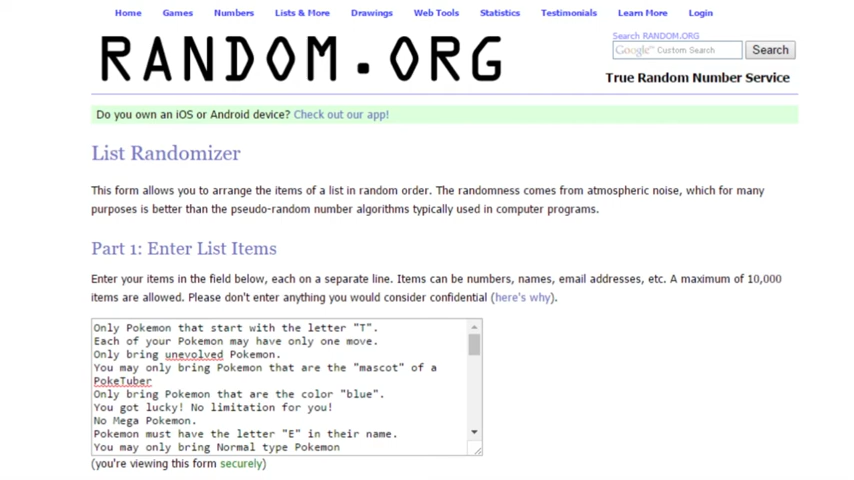 Home Games Numbers Lists & More Drawings Web Tools Statistics Testimonials Learn More Login
RANDOM.ORG
Search RANDOM.ORG
Google™ Custom Search Search
True Random Number Service
Do you own an iOS or Android device? Check out our app!
List Randomizer
This form allows you to arrange the items of a list in random order. The randomness comes from atmospheric noise, which for many
purposes is better than the pseudo-random number algorithms typically used in computer programs.
Part 1: Enter List Items
Enter your items in the field below, each on a separate line. Items can be numbers, names, email addresses, etc. A maximum of 10,000
items are allowed. Please don't enter anything you would consider confidential (here's why).
Only Pokemon that start with the letter "T".
Each of your Pokemon may have only one move.
Only bring unevolved Pokemon.
You may only bring Pokemon that are the "mascot" of a
PokeTuber
Only bring Pokemon that are the color "blue".
You got lucky! No limitation for you!
No Mega Pokemon.
Pokemon must have the letter "E" in their name.
You may only bring Normal type Pokemon
(you're viewing this form securely)